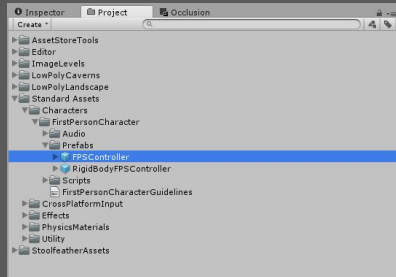 Inspector Project Occlusion
Create
AssetStoreTools
Editor
ImageLevels
LowPolyCaverns
LowPolyLandscape
Standard Assets
Characters
FirstPersonCharacter
Audio
Prefabs
FPSController
RigidBodyFPSController
Scripts
FirstPersonCharacterGuidelines
CrossPlatformInput
Effects
PhysicsMaterials
Utility
StoolfeatherAssets